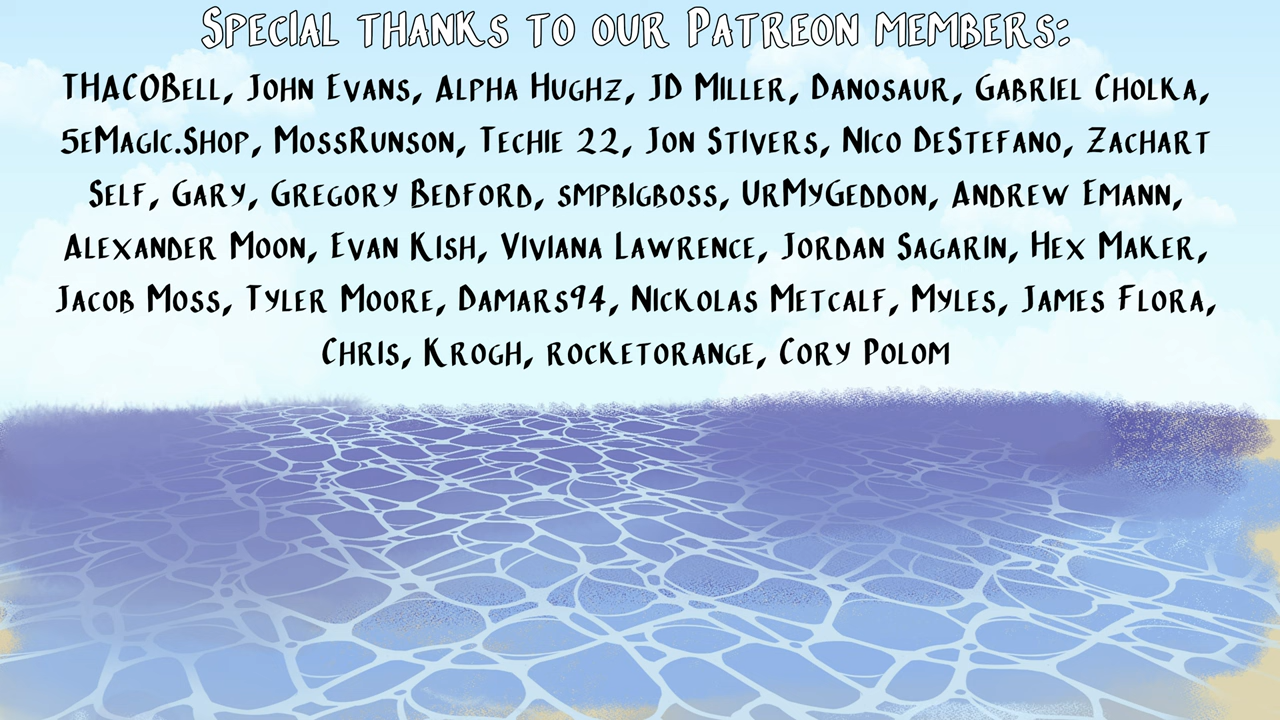 Special thanks to our Patreon members:
THACOBell, John Evans, Alpha Hughz, JD Miller, Danosaur, Gabriel Cholka,
5eMagic.Shop, MossRunson, Techie 22, Jon Stivers, Nico DeStefano, Zachart
Self, Gary, Gregory Bedford, smpbigboss, UrMyGeddon, Andrew Emann,
Alexander Moon, Evan Kish, Viviana Lawrence, Jordan Sagarin, Hex Maker,
Jacob Moss, Tyler Moore, Damars94, Nickolas Metcalf, Myles, James Flora,
Chris, Krogh, rocketorange, Cory Polom